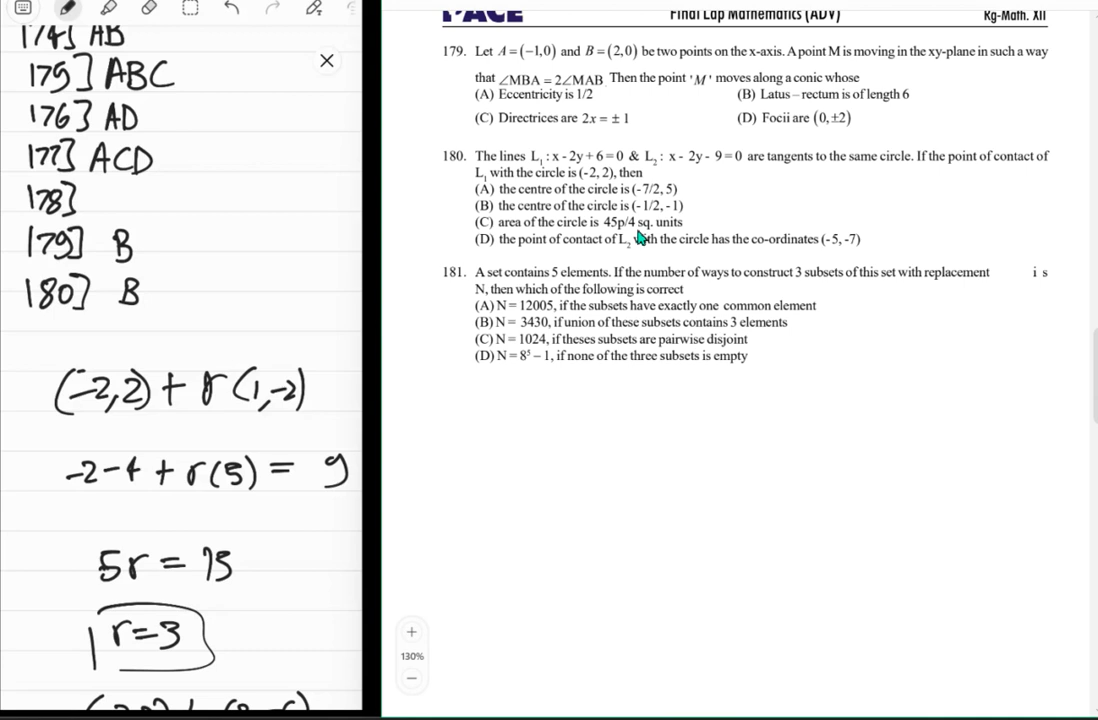 174] AB
175] ABC
176] AD
177] ACD
178]
179] B
180] B
(-2,2) + r(1,-2)
-2-4 + r(5) = 9
5r = 15
r=3
PACE Final Lap Mathematics (ADV) Kg-Math. XII
179. Let A = (−1,0) and B = (2,0) be two points on the x-axis. A point M is moving in the xy-plane in such a way
that ∠MBA = 2∠MAB Then the point 'M' moves along a conic whose
(A) Eccentricity is 1/2 (B) Latus – rectum is of length 6
(C) Directrices are 2x = ± 1 (D) Focii are (0,±2)
180. The lines L₁ : x - 2y + 6 = 0 & L₂ : x - 2y - 9 = 0 are tangents to the same circle. If the point of contact of
L₁ with the circle is (-2, 2), then
(A) the centre of the circle is (-7/2, 5)
(B) the centre of the circle is (-1/2, -1)
(C) area of the circle is 45p/4 sq. units
(D) the point of contact of L₂ with the circle has the co-ordinates (-5, -7)
181. A set contains 5 elements. If the number of ways to construct 3 subsets of this set with replacement i s
N, then which of the following is correct
(A) N = 12005, if the subsets have exactly one common element
(B) N = 3430, if union of these subsets contains 3 elements
(C) N = 1024, if theses subsets are pairwise disjoint
(D) N = 8⁵ – 1, if none of the three subsets is empty
130%